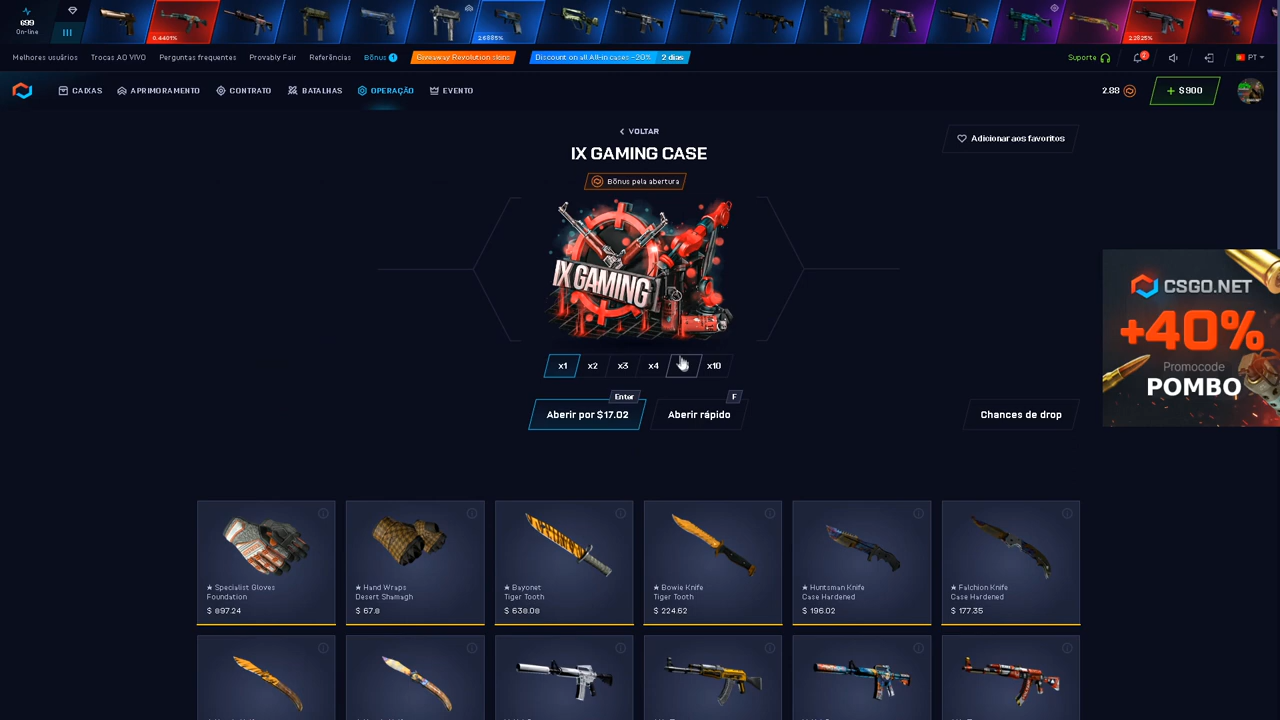 699
On-line
0.4401%
2.6885%
2.2825%
Melhores usuários
Trocas AO VIVO
Perguntas frequentes
Provably Fair
Referências
Bônus
Giveaway Revolution skins
Discount on all All-in cases -20%
2 dias
Suporte
PT
CAIXAS
APRIMORAMENTO
CONTRATO
BATALHAS
OPERAÇÃO
EVENTO
2.88
+ $ 900
VOLTAR
IX GAMING CASE
Adicionar aos favoritos
Bônus pela abertura
IX GAMING
x1
x2
x3
x4
x10
Enter
F
Aberir por $17.02
Aberir rápido
Chances de drop
CSGO.NET
+40%
Promocode
POMBO
★ Specialist Gloves
Foundation
$ 897.24
★ Hand Wraps
Desert Shamagh
$ 67.8
★ Bayonet
Tiger Tooth
$ 630.08
★ Bowie Knife
Tiger Tooth
$ 224.62
★ Huntsman Knife
Case Hardened
$ 196.02
★ Falchion Knife
Case Hardened
$ 177.35